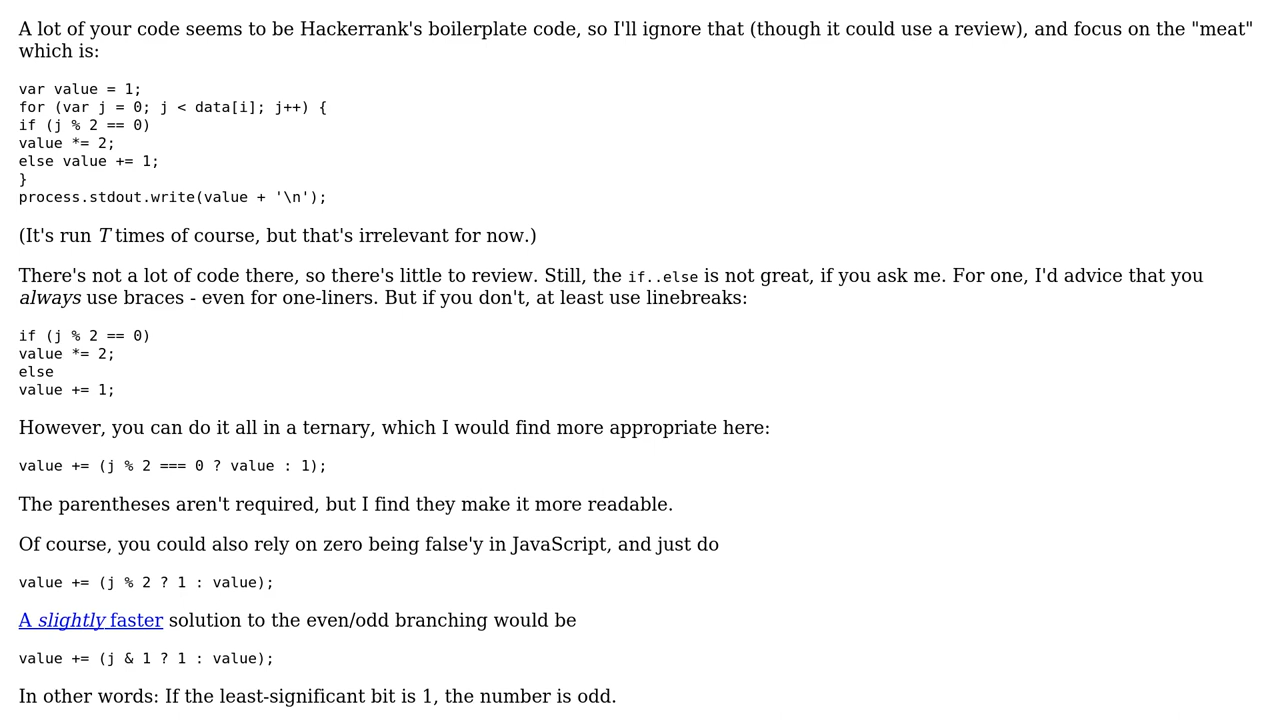 A lot of your code seems to be Hackerrank's boilerplate code, so I'll ignore that (though it could use a review), and focus on the "meat"
which is:
var value = 1;
for (var j = 0; j < data[i]; j++) {
if (j % 2 == 0)
value *= 2;
else value += 1;
}
process.stdout.write(value + '\n');
(It's run T times of course, but that's irrelevant for now.)
There's not a lot of code there, so there's little to review. Still, the if..else is not great, if you ask me. For one, I'd advice that you
always use braces - even for one-liners. But if you don't, at least use linebreaks:
if (j % 2 == 0)
value *= 2;
else
value += 1;
However, you can do it all in a ternary, which I would find more appropriate here:
value += (j % 2 === 0 ? value : 1);
The parentheses aren't required, but I find they make it more readable.
Of course, you could also rely on zero being false'y in JavaScript, and just do
value += (j % 2 ? 1 : value);
A slightly faster solution to the even/odd branching would be
value += (j & 1 ? 1 : value);
In other words: If the least-significant bit is 1, the number is odd.